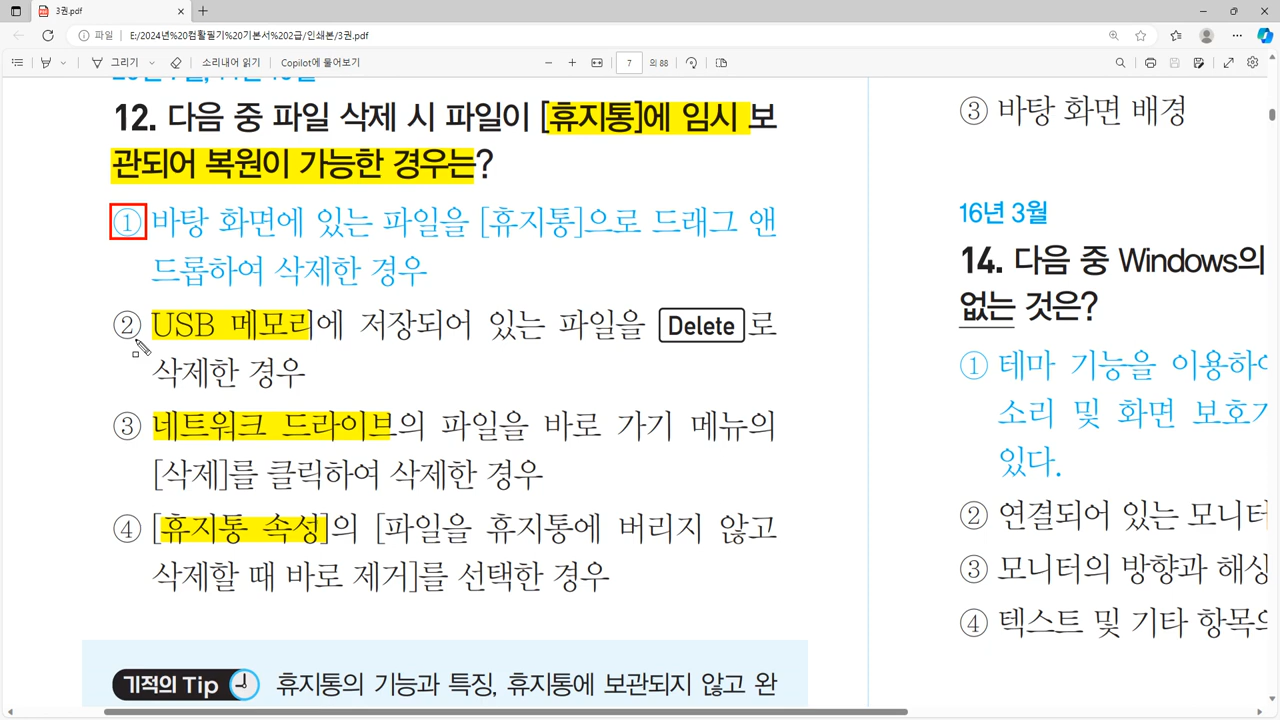 3권.pdf
파일
E:/2024년%20컴활필기%20기본서%202급/인쇄본/3권.pdf
그리기
소리내어 읽기
Copilot에 물어보기
7
의 88
12. 다음 중 파일 삭제 시 파일이 [휴지통]에 임시 보
관되어 복원이 가능한 경우는?
① 바탕 화면에 있는 파일을 [휴지통]으로 드래그 앤
드롭하여 삭제한 경우
② USB 메모리에 저장되어 있는 파일을 Delete로
삭제한 경우
③ 네트워크 드라이브의 파일을 바로 가기 메뉴의
[삭제]를 클릭하여 삭제한 경우
④ [휴지통 속성]의 [파일을 휴지통에 버리지 않고
삭제할 때 바로 제거]를 선택한 경우
기적의 Tip 휴지통의 기능과 특징, 휴지통에 보관되지 않고 완
③ 바탕 화면 배경
16년 3월
14. 다음 중 Windows의
없는 것은?
① 테마 기능을 이용하여
소리 및 화면 보호기
있다.
② 연결되어 있는 모니터
③ 모니터의 방향과 해상
④ 텍스트 및 기타 항목의